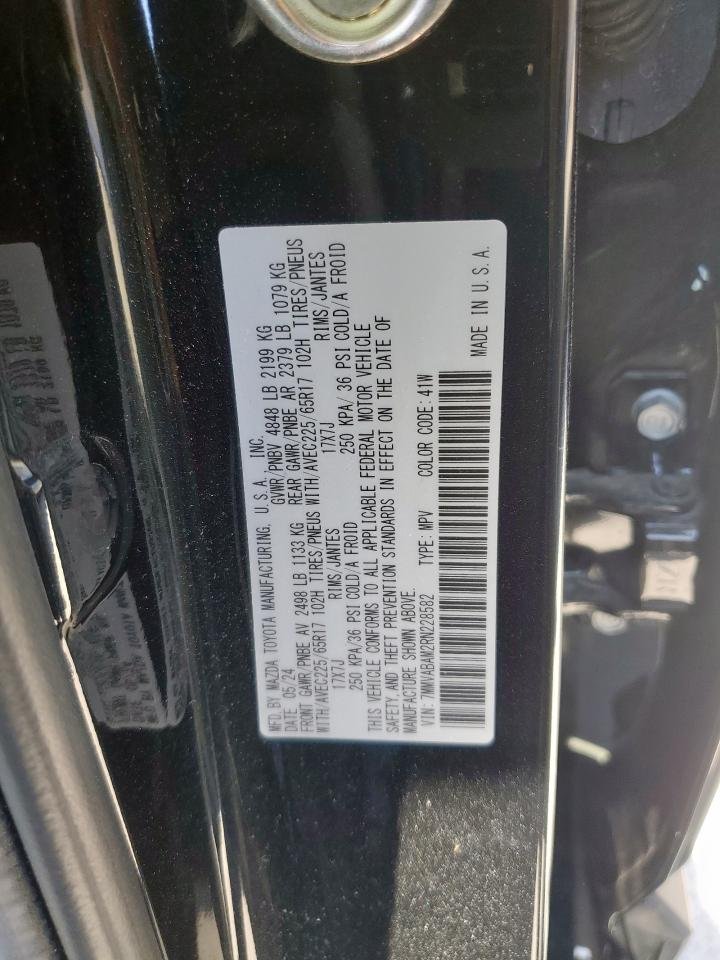 MFD. BY MAZDA TOYOTA MANUFACTURING, U.S.A., INC.
DATE 05/24 GVWR/PNBV 4848 LB 2199 KG
FRONT GAWR/PNBE AV 2498 LB 1133 KG REAR GAWR/PNBE AR 2379 LB 1079 KG
WITH/AVEC225/65R17 102H TIRES/PNEUS WITH/AVEC225/65R17 102H TIRES/PNEUS
17X7J RIMS/JANTES 17X7J RIMS/JANTES
250 KPA/36 PSI COLD/A FROID 250 KPA/ 36 PSI COLD/A FROID
THIS VEHICLE CONFORMS TO ALL APPLICABLE FEDERAL MOTOR VEHICLE
SAFETY, AND THEFT PREVENTION STANDARDS IN EFFECT ON THE DATE OF
MANUFACTURE SHOWN ABOVE.
VIN: 7MMVABAM2RN228582 TYPE: MPV COLOR CODE: 41W
MADE IN U.S.A.